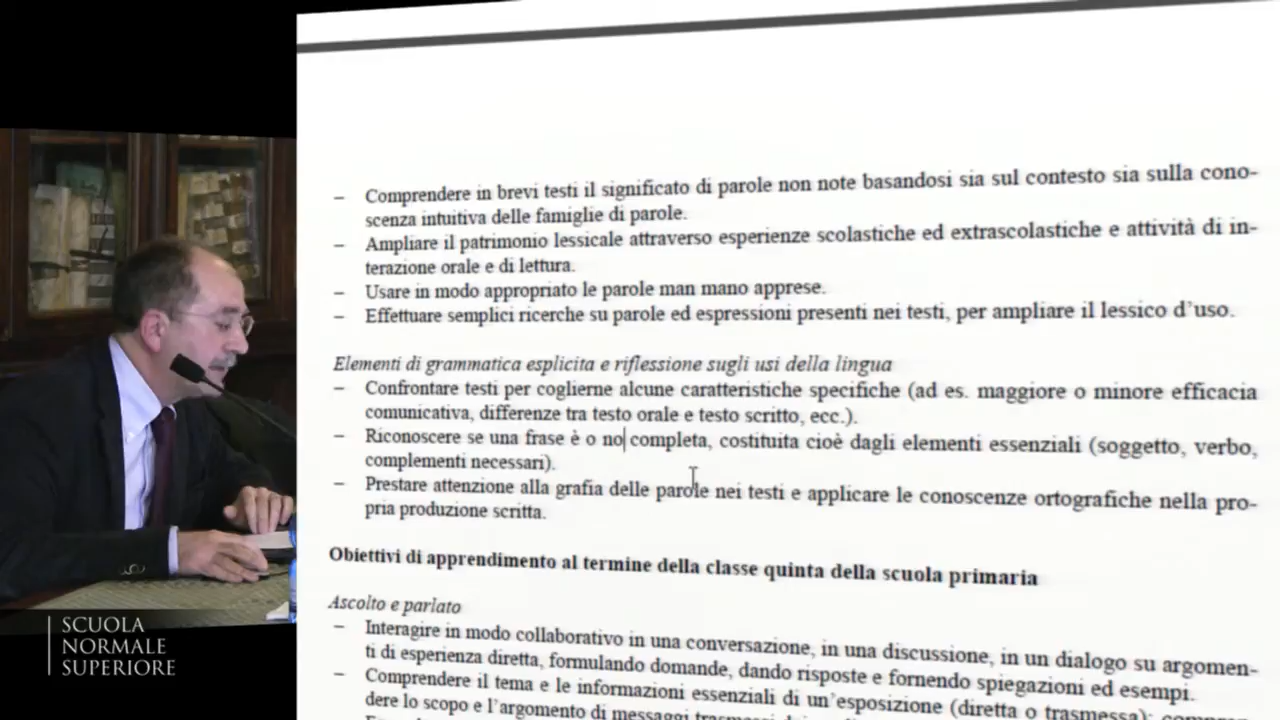 Comprendere in brevi testi il significato di parole non note basandosi sia sul contesto sia sulla cono-
scenza intuitiva delle famiglie di parole.
– Ampliare il patrimonio lessicale attraverso esperienze scolastiche ed extrascolastiche e attività di in-
terazione orale e di lettura.
– Usare in modo appropriato le parole man mano apprese.
– Effettuare semplici ricerche su parole ed espressioni presenti nei testi, per ampliare il lessico d’uso.
Elementi di grammatica esplicita e riflessione sugli usi della lingua
– Confrontare testi per coglierne alcune caratteristiche specifiche (ad es. maggiore o minore efficacia
comunicativa, differenze tra testo orale e testo scritto, ecc.).
– Riconoscere se una frase è o no completa, costituita cioè dagli elementi essenziali (soggetto, verbo,
complementi necessari).
– Prestare attenzione alla grafia delle parole nei testi e applicare le conoscenze ortografiche nella pro-
pria produzione scritta.
Obiettivi di apprendimento al termine della classe quinta della scuola primaria
Ascolto e parlato
– Interagire in modo collaborativo in una conversazione, in una discussione, in un dialogo su argomen-
ti di esperienza diretta, formulando domande, dando risposte e fornendo spiegazioni ed esempi.
– Comprendere il tema e le informazioni essenziali di un’esposizione (diretta o trasmessa);
dere lo scopo e l’argomento di messaggi
SCUOLA
NORMALE
SUPERIORE